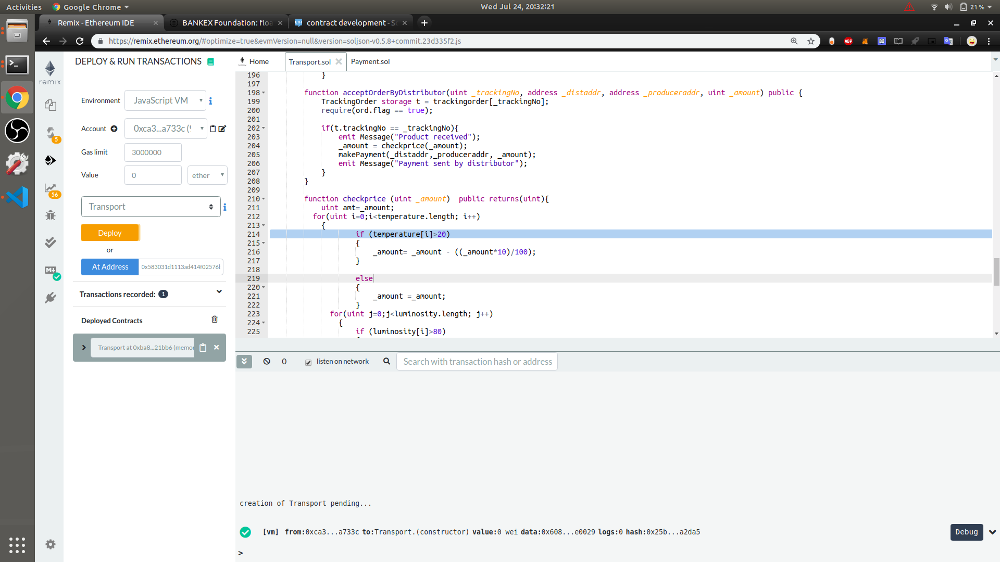 Activities Google Chrome Wed Jul 24, 20:32:21 21 %
Remix - Ethereum IDE BANKEX Foundation: floa contract development - So
https://remix.ethereum.org/#optimize=true&evmVersion=null&version=soljson-v0.5.8+commit.23d335f2.js ABP
DEPLOY & RUN TRANSACTIONS
remix
Environment JavaScript VM
Account 0xca3...a733c (9
5
Gas limit 3000000
Value 0 ether
56
Transport
Deploy
or
At Address 0x583031d1113ad414f02576b
Transactions recorded: 1
Deployed Contracts
Transport at 0xba8...21bb6 (memor
Home Transport.sol Payment.sol
196 }
197
198 function acceptOrderByDistributor(uint _trackingNo, address _distaddr, address _produceraddr, uint _amount) public {
199 TrackingOrder storage t = trackingorder[_trackingNo];
200 require(ord.flag == true);
201
202 if(t.trackingNo == _trackingNo){
203 emit Message("Product received");
204 _amount = checkprice(_amount);
205 makePayment(_distaddr,_produceraddr, _amount);
206 emit Message("Payment sent by distributor");
207 }
208 }
209
210 function checkprice (uint _amount)  public returns(uint){
211 uint amt=_amount;
212 for(uint i=0;i<temperature.length; i++)
213 {
214 if (temperature[i]>20)
215 {
216 _amount= _amount - ((_amount*10)/100);
217 }
218
219 else
220 {
221 _amount =_amount;
222 }
223 for(uint j=0;j<luminosity.length; j++)
224 {
225 if (luminosity[i]>80)
0 listen on network Search with transaction hash or address
creation of Transport pending...
[vm] from:0xca3...a733c to:Transport.(constructor) value:0 wei data:0x608...e0029 logs:0 hash:0x25b...a2da5 Debug
>